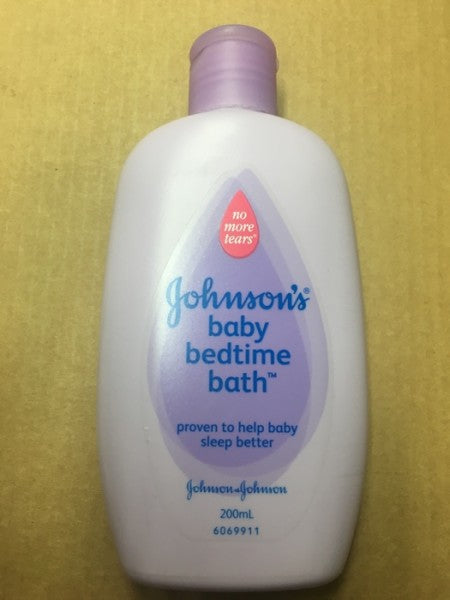 no
more
tears®
Johnson's®
baby
bedtime
bath™
proven to help baby
sleep better
Johnson & Johnson
200mL
6069911